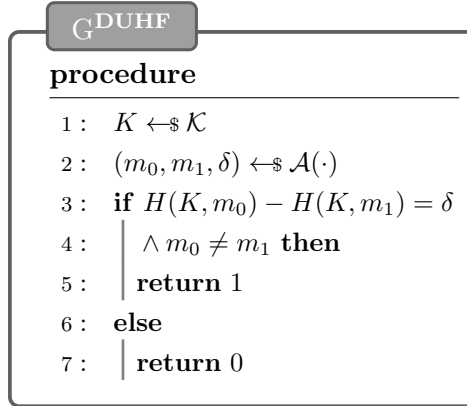 G^DUHF
procedure
1 : K ←$ 𝒦
2 : (m₀, m₁, δ) ←$ 𝒜(·)
3 : if H(K, m₀) − H(K, m₁) = δ
4 : ∧ m₀ ≠ m₁ then
5 : return 1
6 : else
7 : return 0